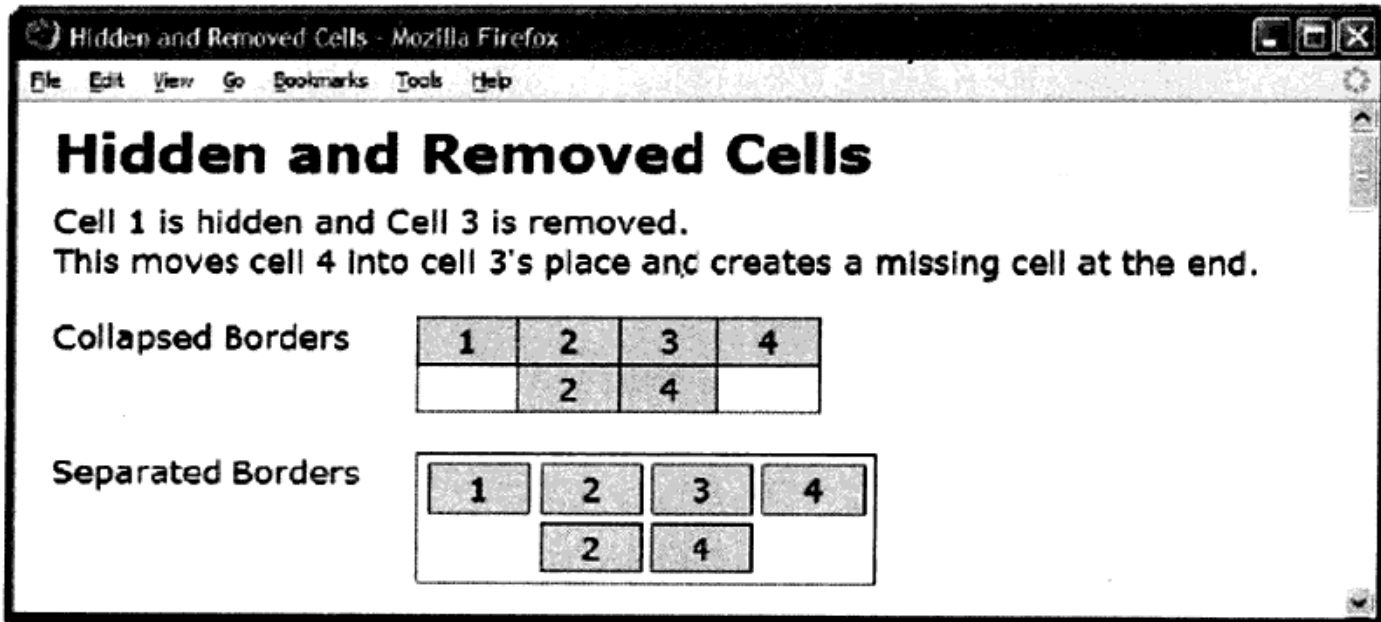 Hidden and Removed Cells - Mozilla Firefox
File Edit View Go Bookmarks Tools Help
Hidden and Removed Cells
Cell 1 is hidden and Cell 3 is removed.
This moves cell 4 into cell 3's place and creates a missing cell at the end.
Collapsed Borders 1 2 3 4
2 4
Separated Borders 1 2 3 4
2 4